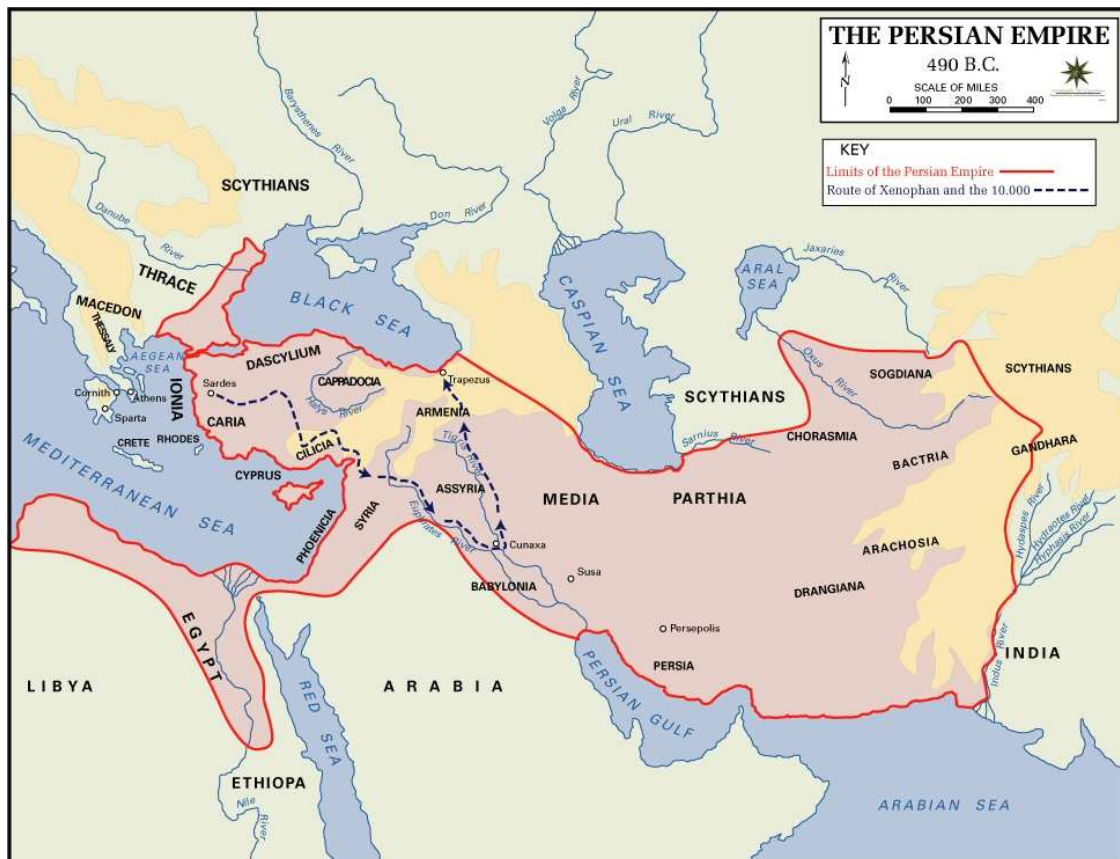 THE PERSIAN EMPIRE
490 B.C.
N
SCALE OF MILES
0 100 200 300 400
KEY
Limits of the Persian Empire
Route of Xenophan and the 10.000
Barysthenes River
Volga River
Ural River
SCYTHIANS
Danube River
Don River
THRACE
BLACK SEA
CASPIAN SEA
ARAL SEA
Jaxaries River
MACEDON
THESSALY
AEGEAN SEA
DASCYLIUM
IONIA
Sardes
CAPPADOCIA
Halys River
Trapezus
Oxus River
SOGDIANA
SCYTHIANS
SCYTHIANS
Cornith
Athens
Sparta
CARIA
ARMENIA
CRETE
RHODES
CILICIA
Tigris River
Sarnius River
CHORASMIA
GANDHARA
BACTRIA
MEDITERRANEAN SEA
CYPRUS
PHOENICIA
SYRIA
ASSYRIA
Euphrates River
MEDIA
PARTHIA
Hydaspes River
Hydraotes River
Hyphasis River
Cunaxa
ARACHOSIA
Susa
BABYLONIA
DRANGIANA
EGYPT
Persepolis
PERSIA
PERSIAN GULF
INDIA
Indus River
LIBYA
ARABIA
RED SEA
ETHIOPA
Nile River
ARABIAN SEA